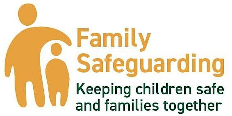 Family
Safeguarding
Keeping children safe
and families together